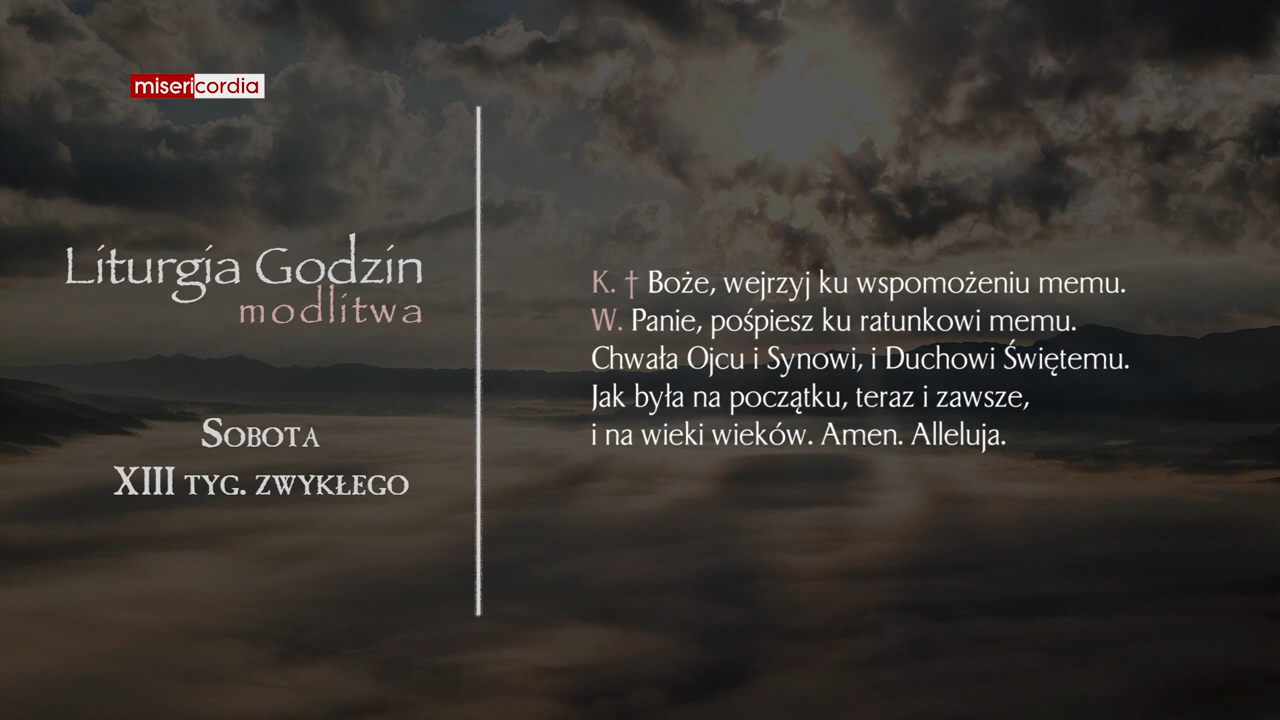 misericordia
Liturgia Godzin
modlitwa
Sobota
XIII tyg. zwykłego
K. † Boże, wejrzyj ku wspomożeniu memu.
W. Panie, pośpiesz ku ratunkowi memu.
Chwała Ojcu i Synowi, i Duchowi Świętemu.
Jak była na początku, teraz i zawsze,
i na wieki wieków. Amen. Alleluja.